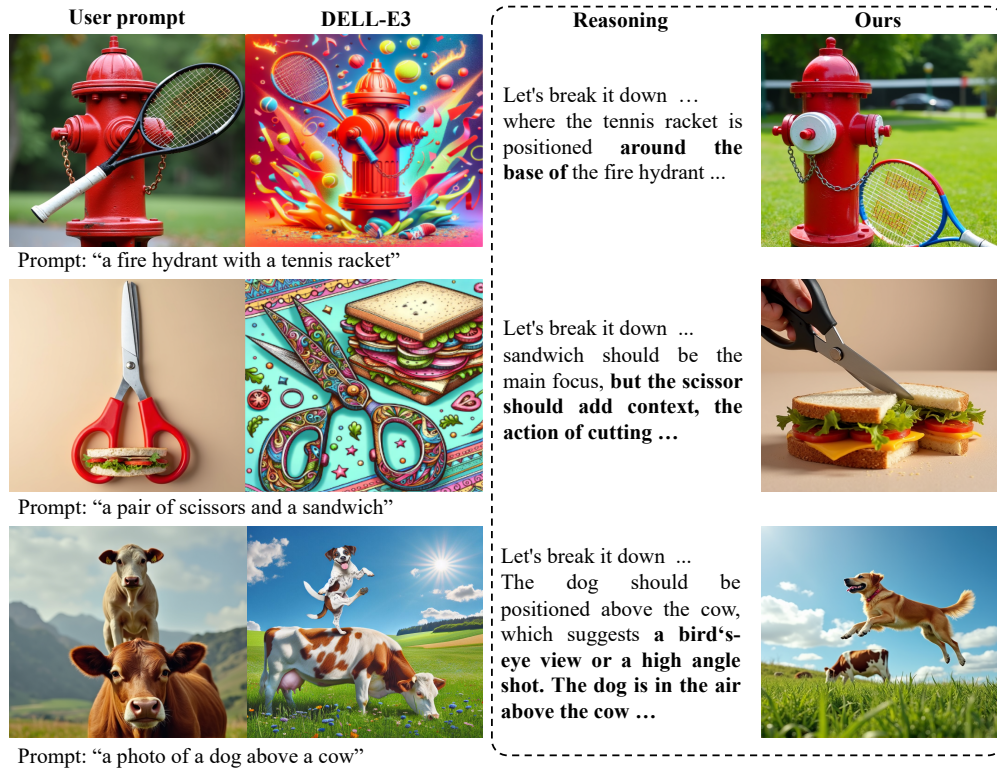 User prompt
DELL-E3
Reasoning
Ours
Let's break it down ...
where the tennis racket is
positioned around the
base of the fire hydrant ...
Prompt: “a fire hydrant with a tennis racket”
Let's break it down ...
sandwich should be the
main focus, but the scissor
should add context, the
action of cutting ...
Prompt: “a pair of scissors and a sandwich”
Let's break it down ...
The dog should be
positioned above the cow,
which suggests a bird‘s-
eye view or a high angle
shot. The dog is in the air
above the cow ...
Prompt: “a photo of a dog above a cow”